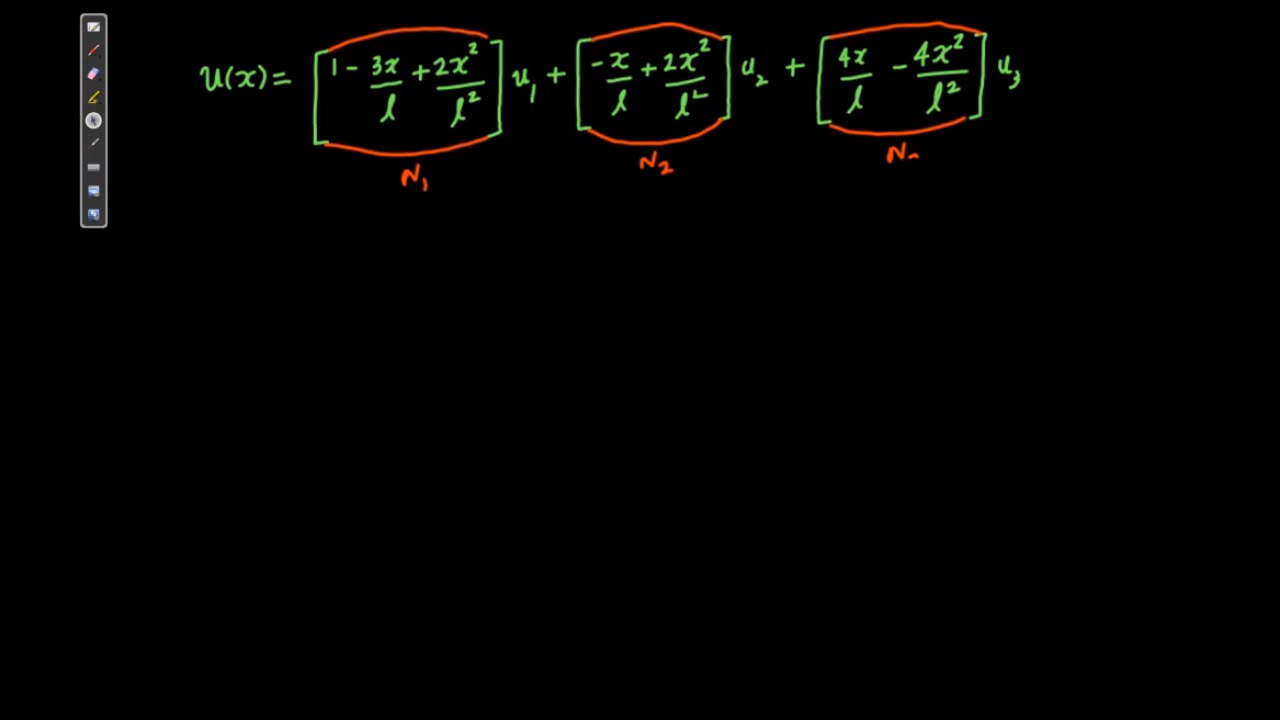 u(x) = [1 - 3x/l + 2x²/l²] u₁ + [-x/l + 2x²/l²] u₂ + [4x/l - 4x²/l²] u₃
N₁ N₂ N